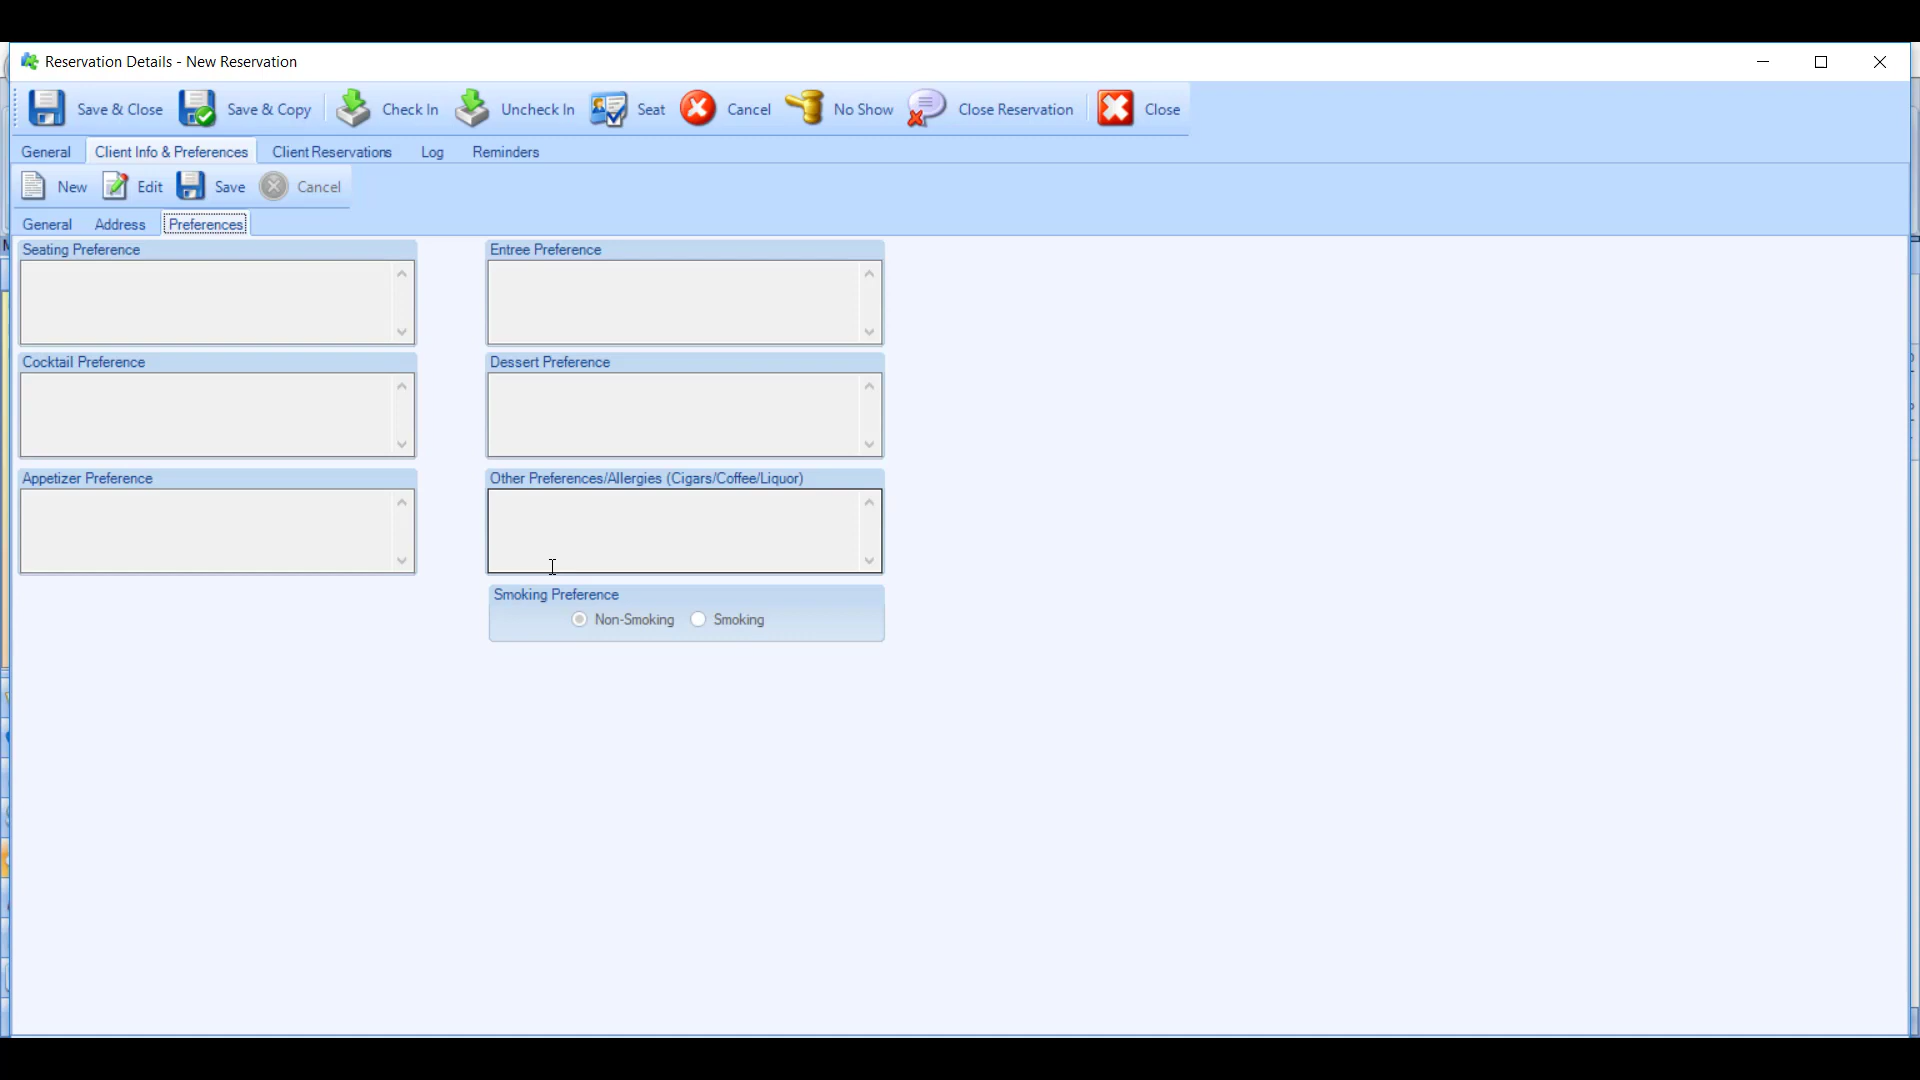 Reservation Details - New Reservation
Save & Close Save & Copy Check In Uncheck In Seat Cancel No Show Close Reservation Close
General Client Info & Preferences Client Reservations Log Reminders
New Edit Save Cancel
General Address Preferences
Seating Preference Entree Preference
Cocktail Preference Dessert Preference
Appetizer Preference Other Preferences/Allergies (Cigars/Coffee/Liquor)
Smoking Preference
Non-Smoking Smoking